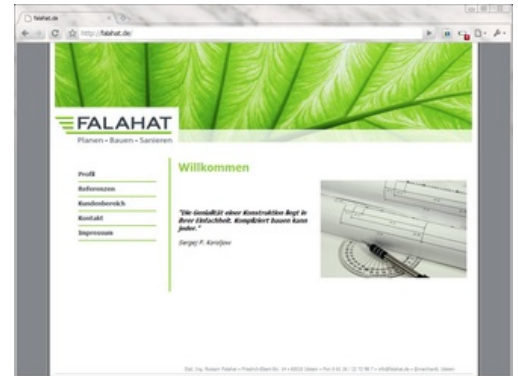 falahat.de
http://falahat.de/
FALAHAT
Planen • Bauen • Sanieren
Willkommen
Profil
Referenzen
Kundenbereich
Kontakt
Impressum
"Die Genialität einer Konstruktion liegt in
ihrer Einfachheit. Kompliziert bauen kann
jeder."
Sergej P. Koroljow